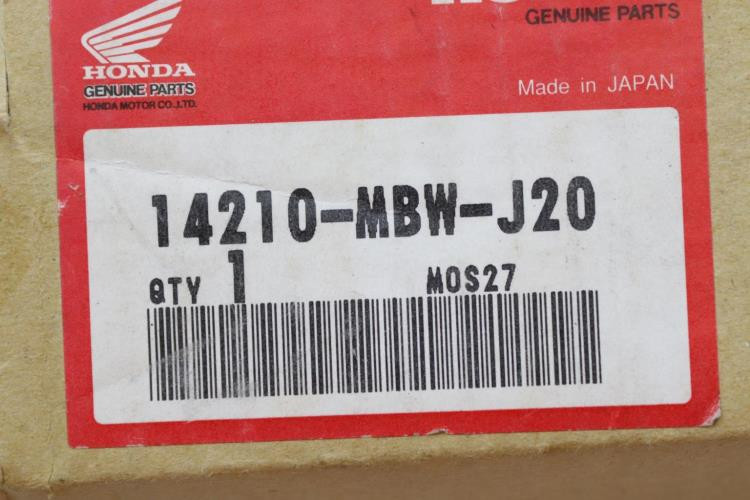 HONDA
GENUINE PARTS
HONDA MOTOR CO.,LTD.
GENUINE PARTS
Made in JAPAN
14210-MBW-J20
QTY 1 MOS27